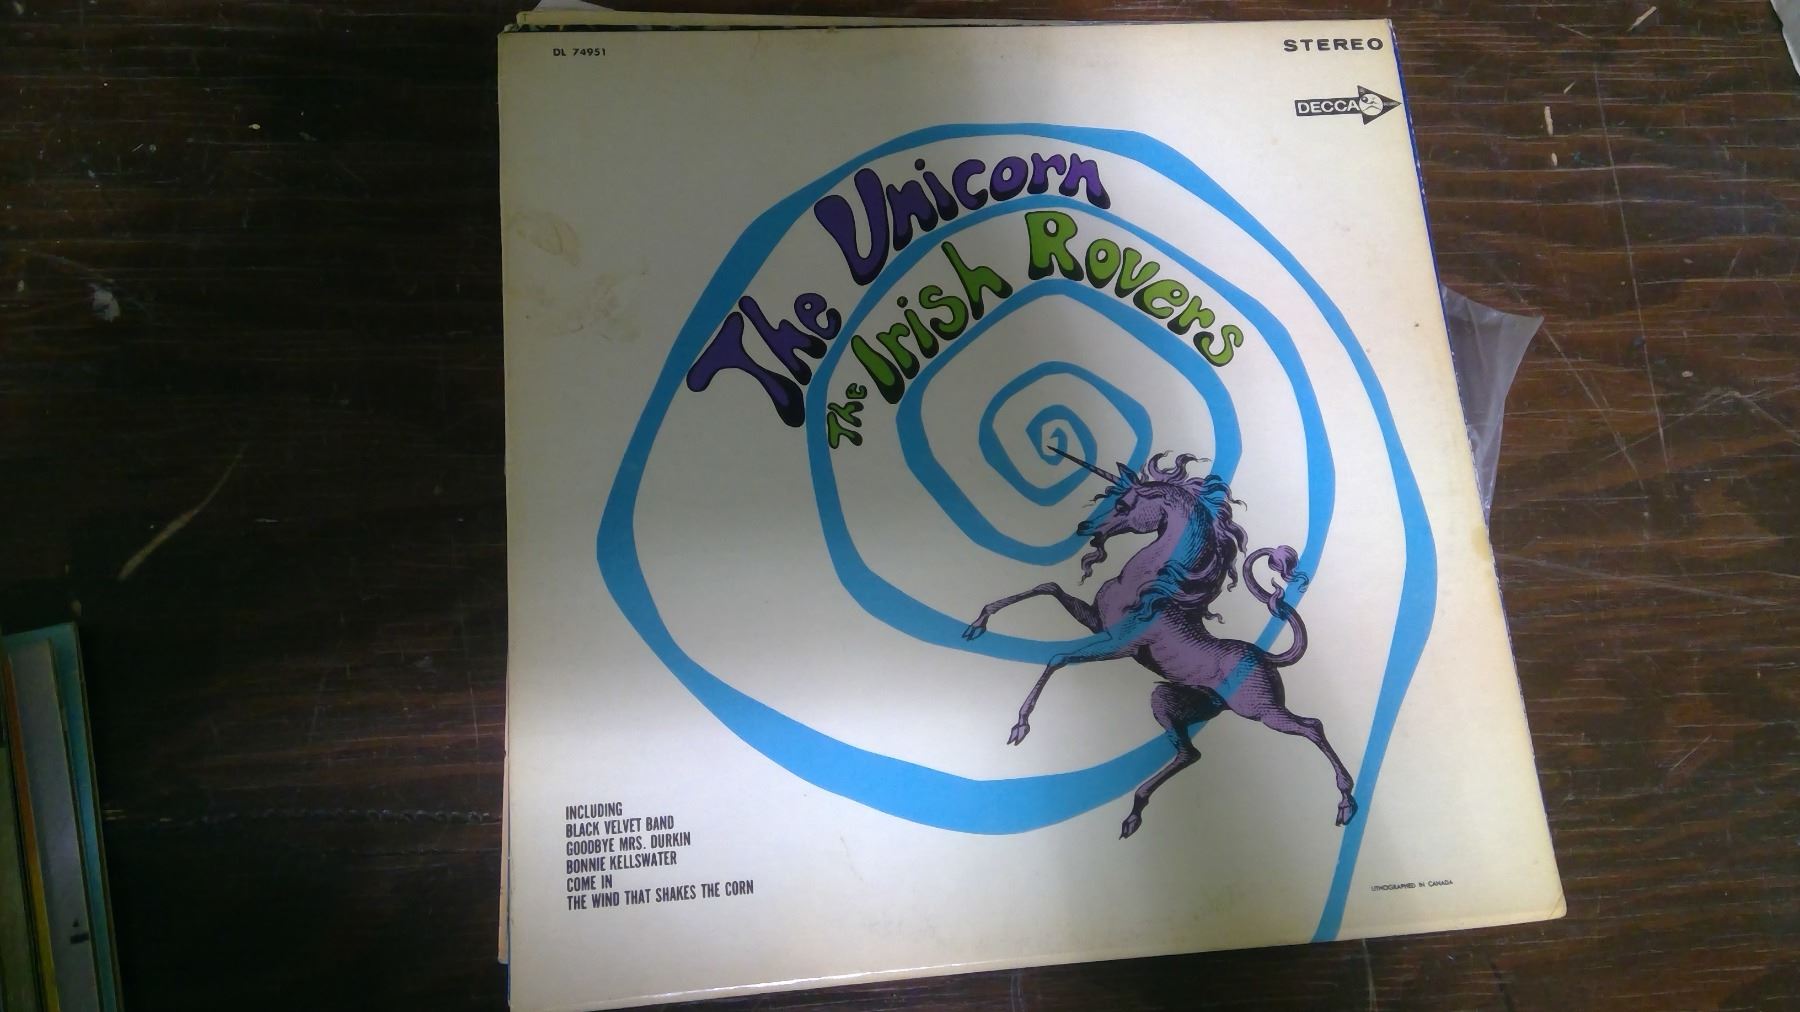 DL 74951
STEREO
DECCA
The Unicorn
The Irish Rovers
INCLUDING
BLACK VELVET BAND
GOODBYE MRS. DURKIN
BONNIE KELLSWATER
COME IN
THE WIND THAT SHAKES THE CORN
LITHOGRAPHED IN CANADA